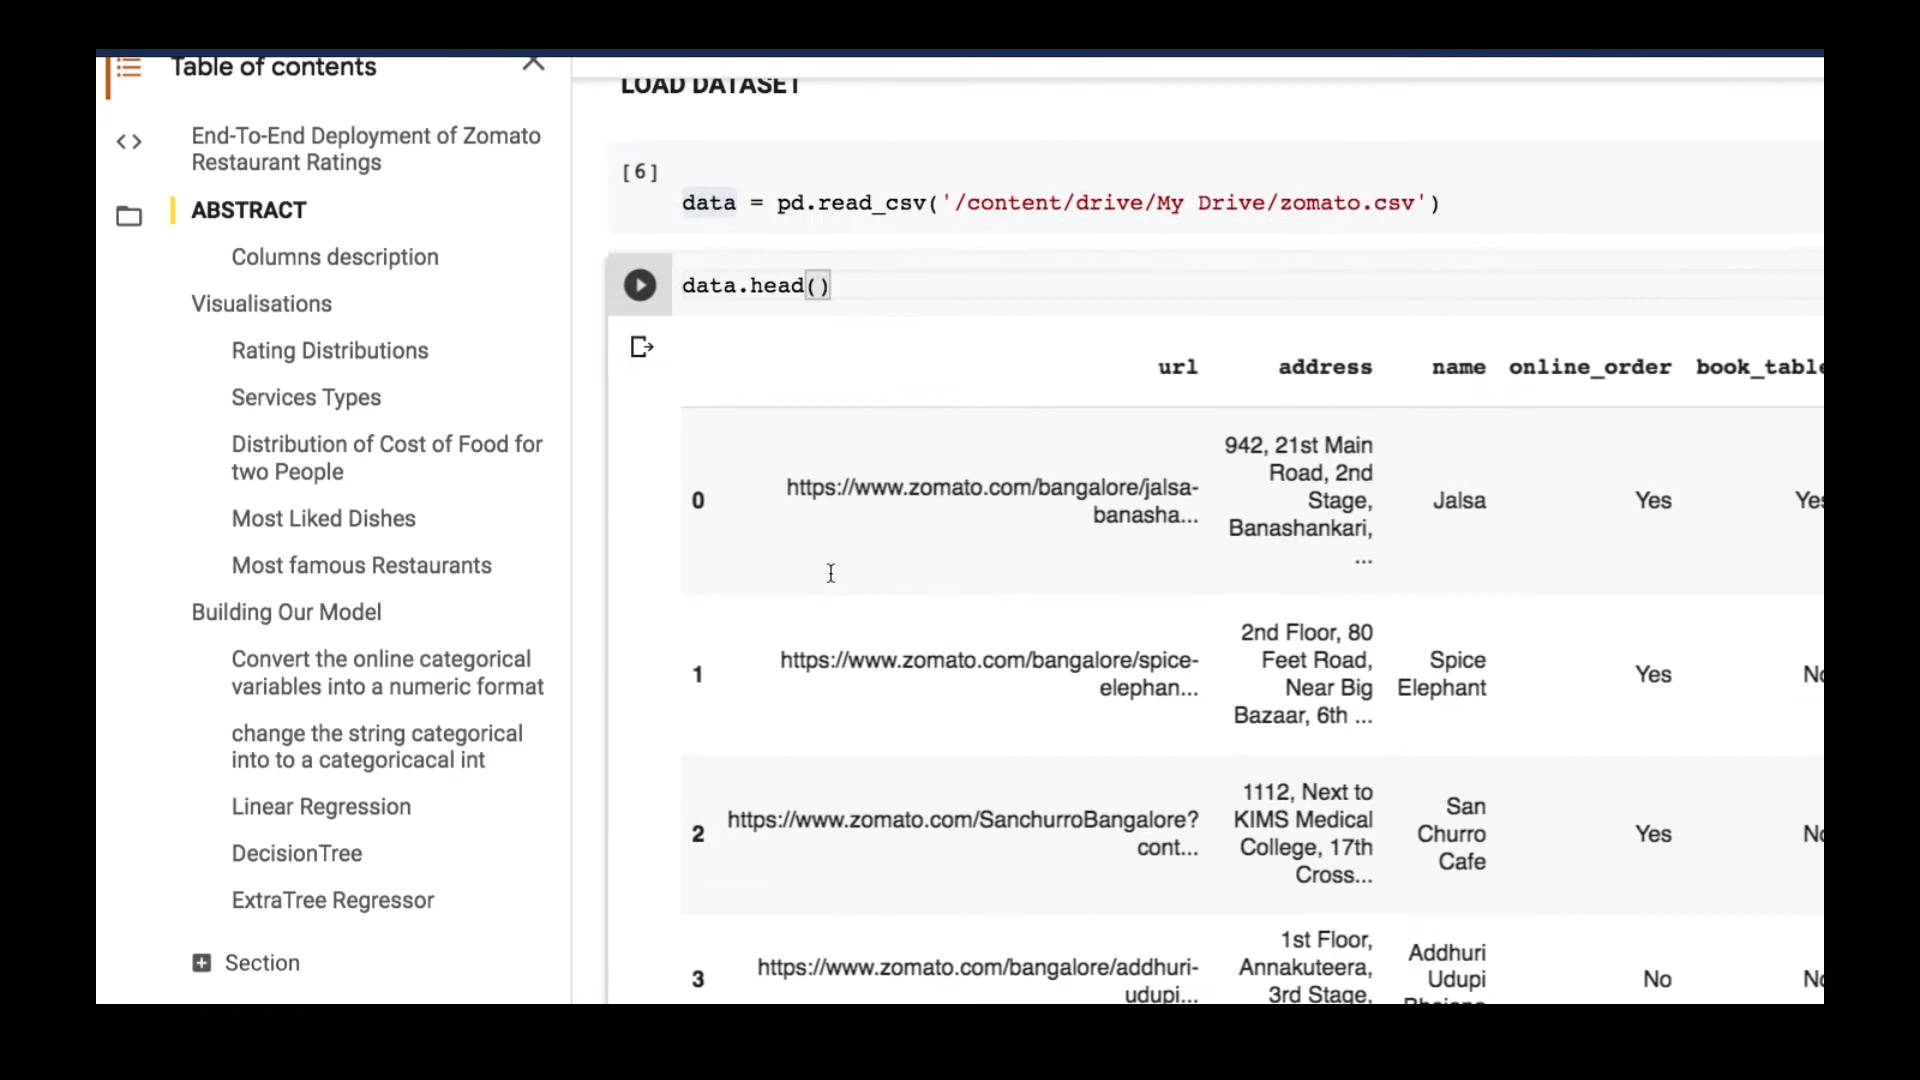 Table of contents
End-To-End Deployment of Zomato
Restaurant Ratings
ABSTRACT
Columns description
Visualisations
Rating Distributions
Services Types
Distribution of Cost of Food for
two People
Most Liked Dishes
Most famous Restaurants
Building Our Model
Convert the online categorical
variables into a numeric format
change the string categorical
into to a categoricacal int
Linear Regression
DecisionTree
ExtraTree Regressor
Section
LOAD DATASET
[6]
data = pd.read_csv('/content/drive/My Drive/zomato.csv')
data.head()
url address name online_order book_table
0
https://www.zomato.com/bangalore/jalsa-
banasha...
942, 21st Main
Road, 2nd
Stage,
Banashankari,
...
Jalsa
Yes
Yes
1
https://www.zomato.com/bangalore/spice-
elephan...
2nd Floor, 80
Feet Road,
Near Big
Bazaar, 6th ...
Spice
Elephant
Yes
No
2
https://www.zomato.com/SanchurroBangalore?
cont...
1112, Next to
KIMS Medical
College, 17th
Cross...
San
Churro
Cafe
Yes
No
3
https://www.zomato.com/bangalore/addhuri-
udupi...
1st Floor,
Annakuteera,
3rd Stage,
Addhuri
Udupi
No
No